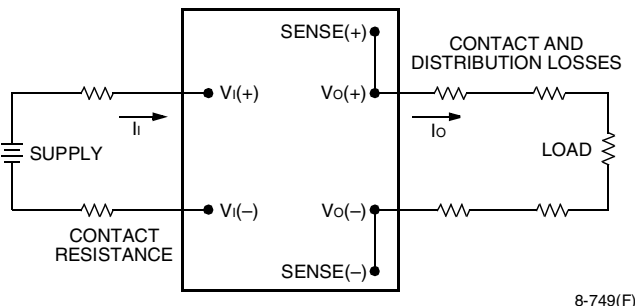 SENSE(+)
CONTACT AND
DISTRIBUTION LOSSES
VI(+)
VO(+)
II
IO
SUPPLY
LOAD
VI(–)
VO(–)
CONTACT
RESISTANCE
SENSE(–)
8-749(F)